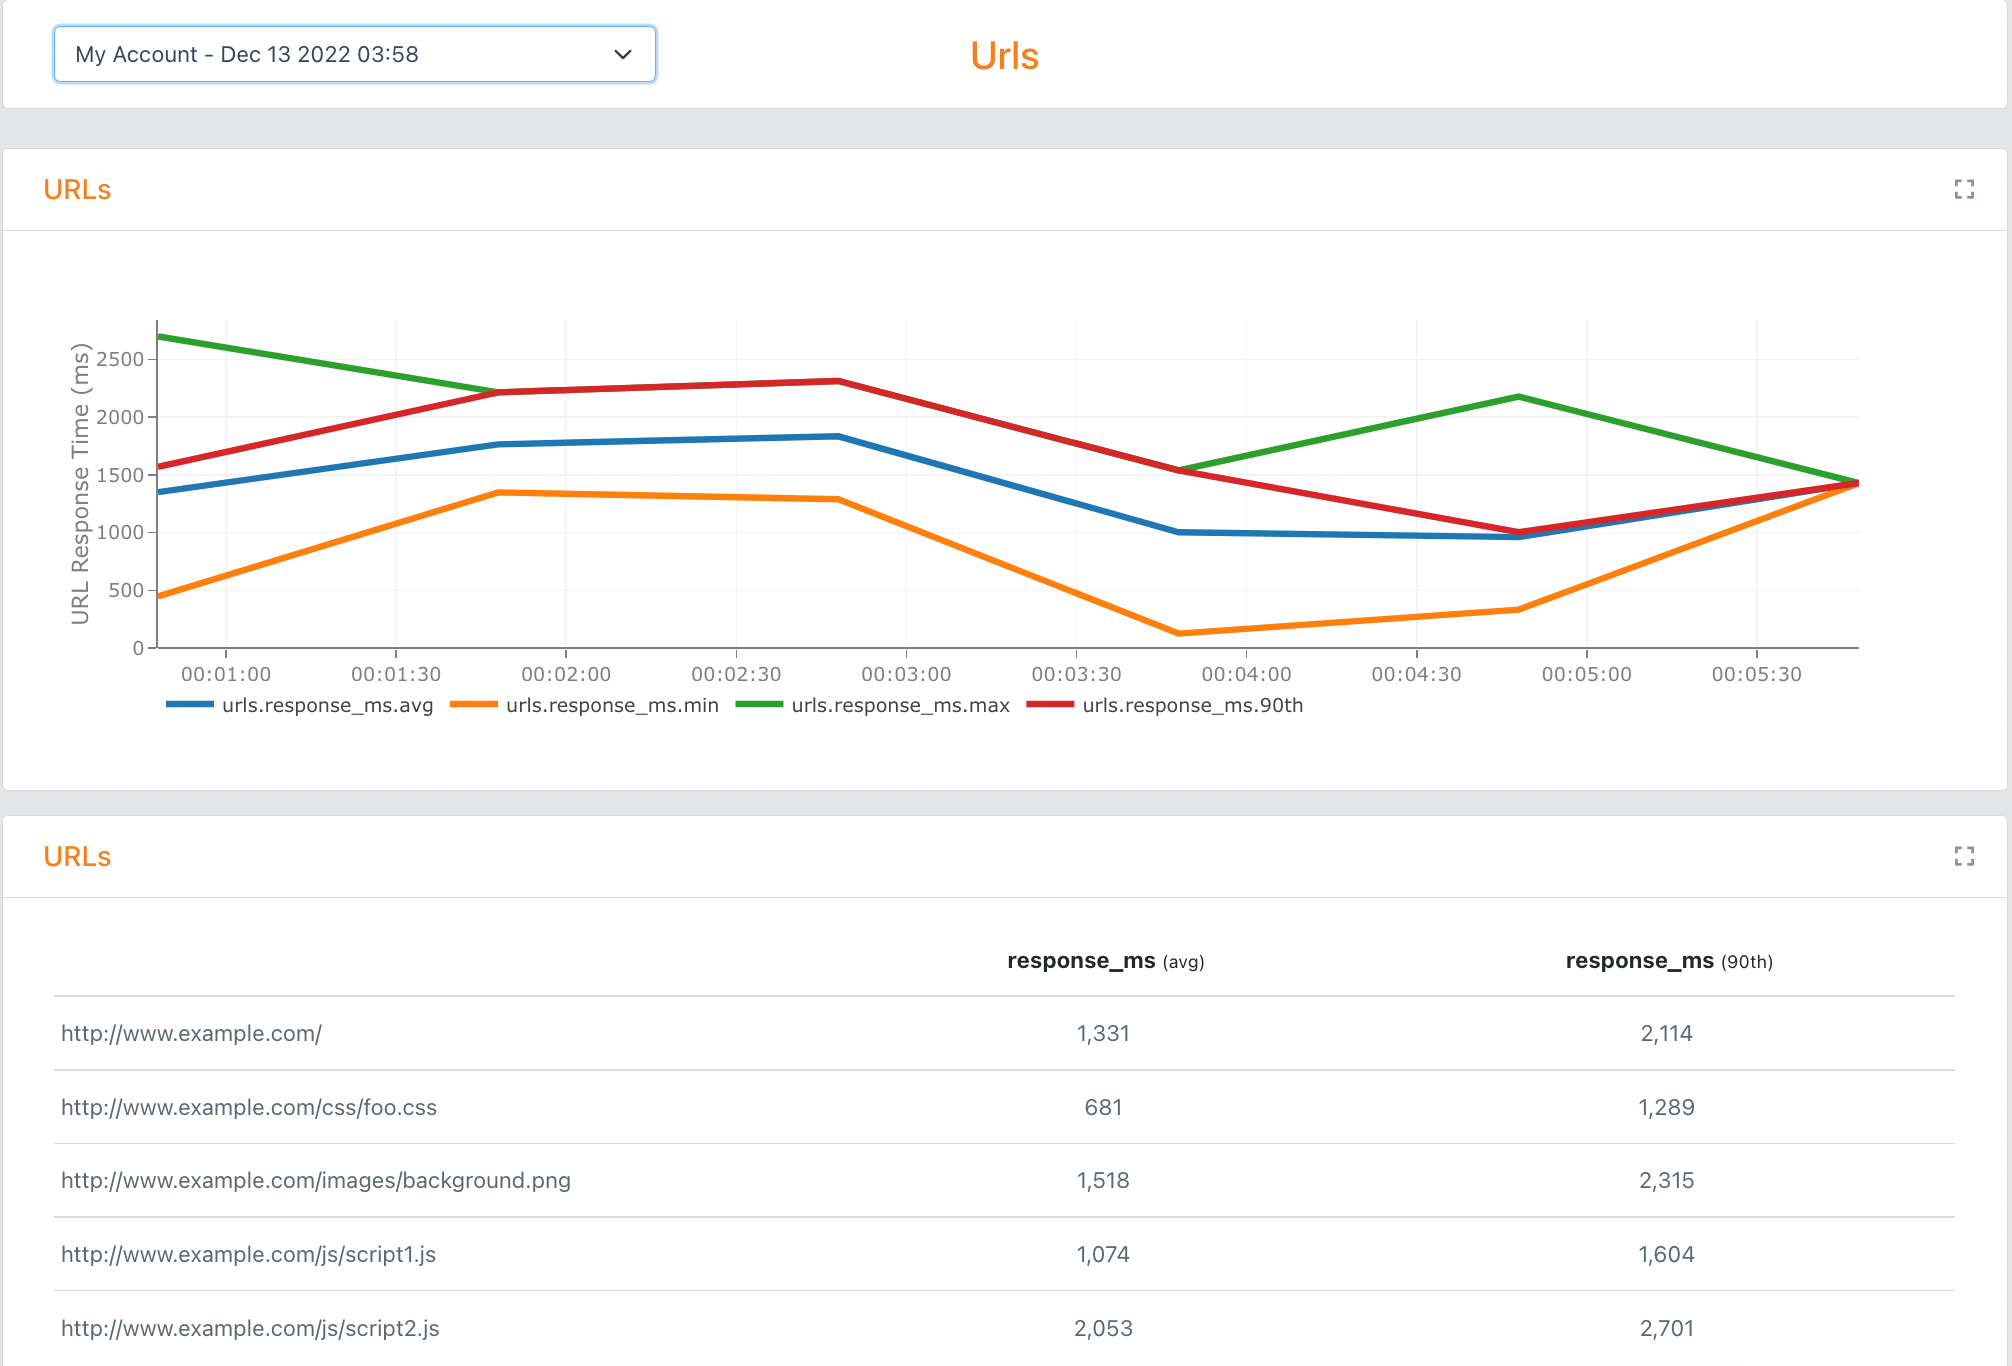 My Account - Dec 13 2022 03:58
Urls
URLs
URL Response Time (ms)
2500
2000
1500
1000
500
0
00:01:00 00:01:30 00:02:00 00:02:30 00:03:00 00:03:30 00:04:00 00:04:30 00:05:00 00:05:30
urls.response_ms.avg urls.response_ms.min urls.response_ms.max urls.response_ms.90th
URLs
response_ms (avg) response_ms (90th)
http://www.example.com/ 1,331 2,114
http://www.example.com/css/foo.css 681 1,289
http://www.example.com/images/background.png 1,518 2,315
http://www.example.com/js/script1.js 1,074 1,604
http://www.example.com/js/script2.js 2,053 2,701